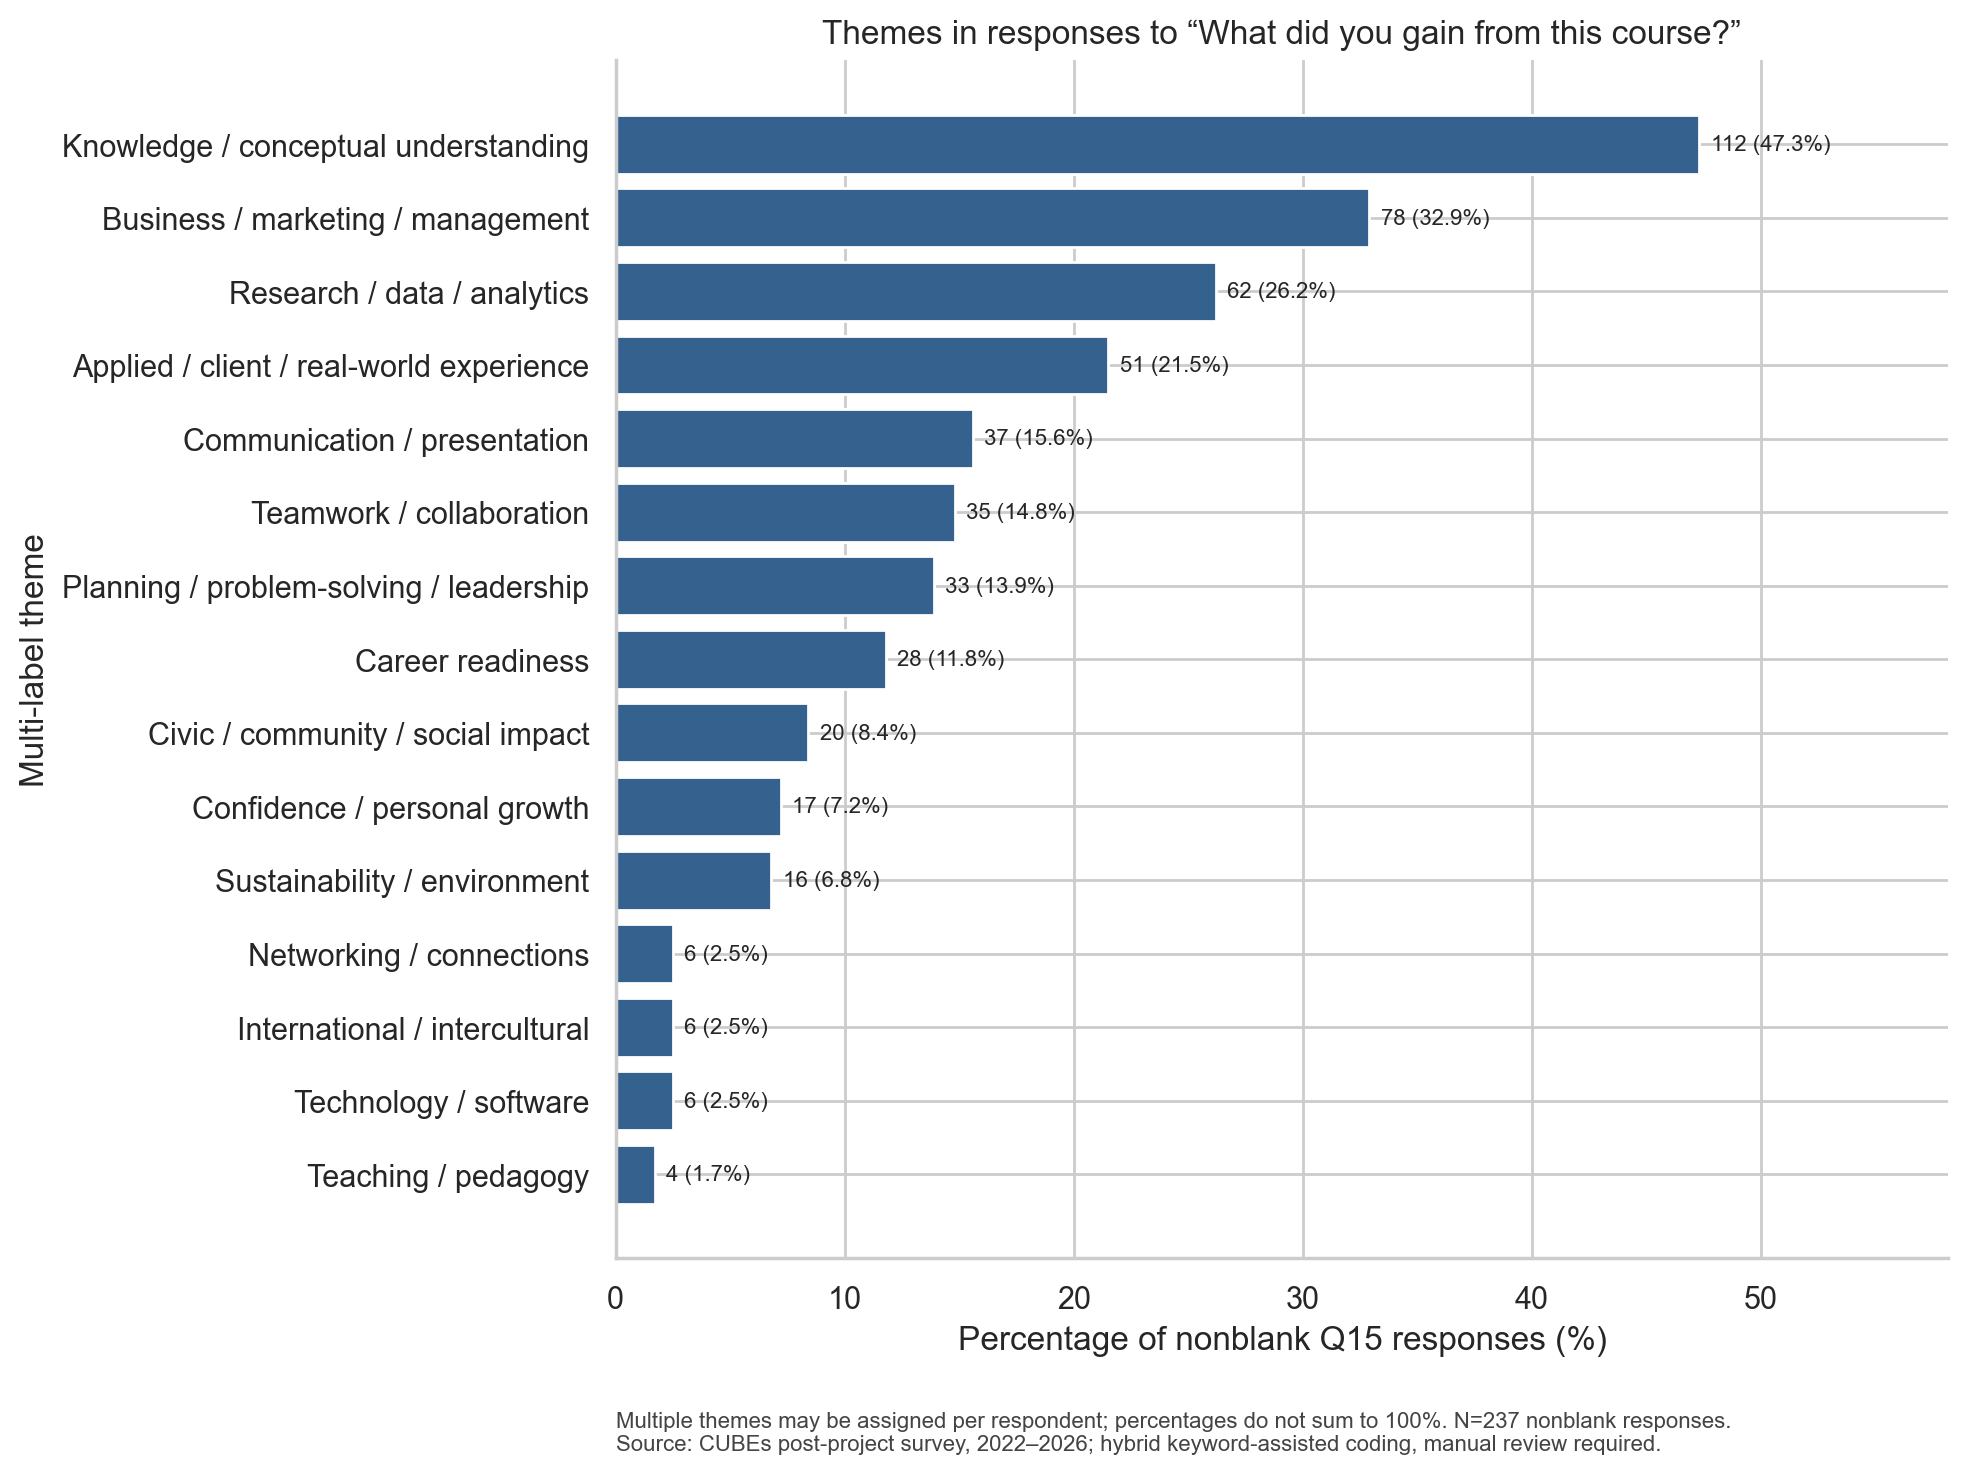 Themes in responses to “What did you gain from this course?”
Multi-label theme
Knowledge / conceptual understanding 112 (47.3%)
Business / marketing / management 78 (32.9%)
Research / data / analytics 62 (26.2%)
Applied / client / real-world experience 51 (21.5%)
Communication / presentation 37 (15.6%)
Teamwork / collaboration 35 (14.8%)
Planning / problem-solving / leadership 33 (13.9%)
Career readiness 28 (11.8%)
Civic / community / social impact 20 (8.4%)
Confidence / personal growth 17 (7.2%)
Sustainability / environment 16 (6.8%)
Networking / connections 6 (2.5%)
International / intercultural 6 (2.5%)
Technology / software 6 (2.5%)
Teaching / pedagogy 4 (1.7%)
0 10 20 30 40 50
Percentage of nonblank Q15 responses (%)
Multiple themes may be assigned per respondent; percentages do not sum to 100%. N=237 nonblank responses.
Source: CUBEs post-project survey, 2022–2026; hybrid keyword-assisted coding, manual review required.